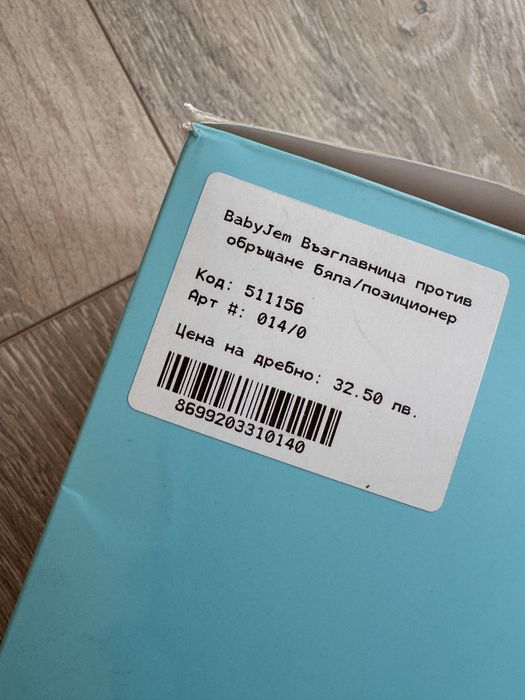 BabyJem Възглавница против
обръщане бяла/позиционер
Код: 511156
Арт #: 014/0
Цена на дребно: 32.50 лв.
8699203310140